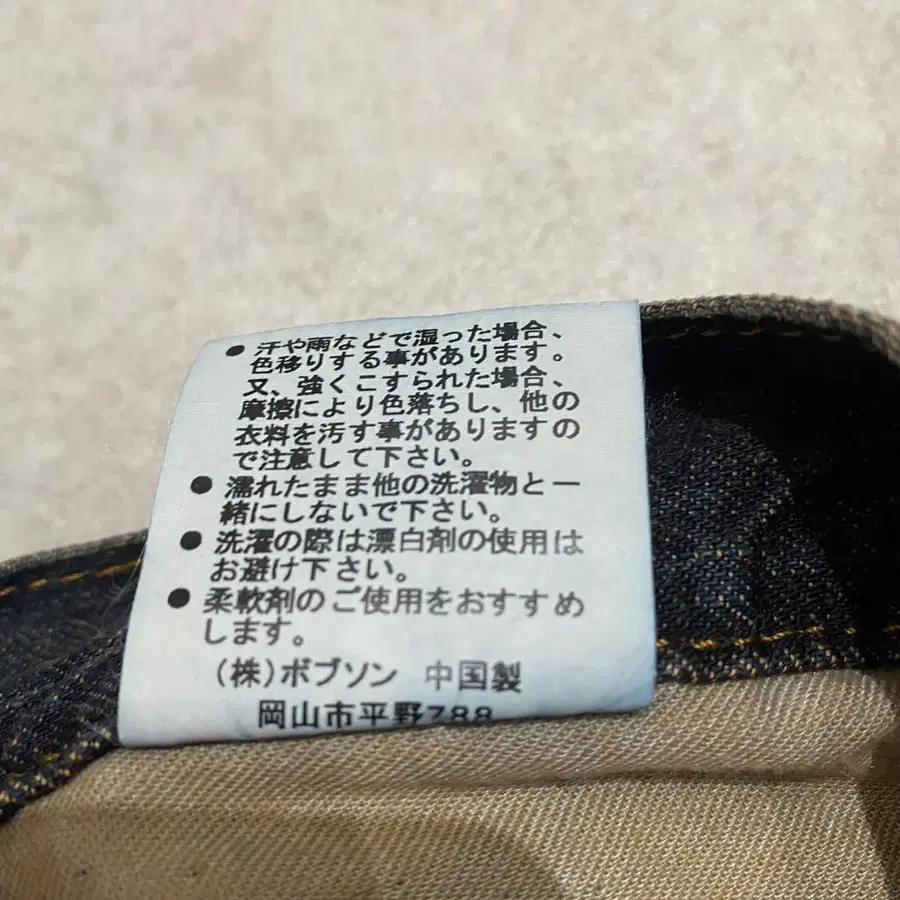 ● 汗や雨などで湿った場合、
色移りする事があります。
又、強くこすられた場合、
摩擦により色落ちし、他の
衣料を汚す事がありますの
で注意して下さい。
● 濡れたまま他の洗濯物と一
緒にしないで下さい。
● 洗濯の際は漂白剤の使用は
お避け下さい。
● 柔軟剤のご使用をおすすめ
します。
(株)ボブソン 中国製
岡山市平野788